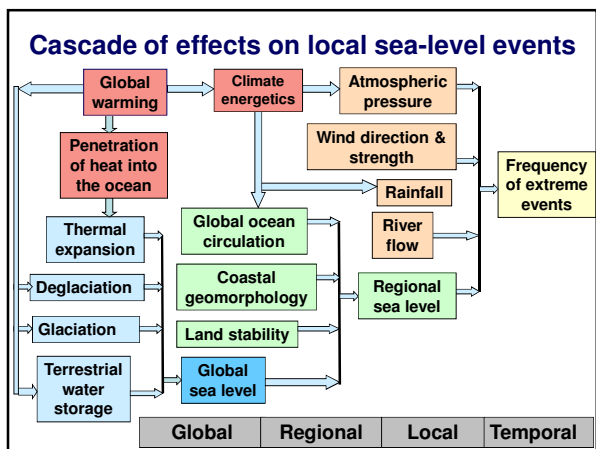 Cascade of effects on local sea-level events
Global
warming
Climate
energetics
Atmospheric
pressure
Penetration
of heat into
the ocean
Wind direction &
strength
Frequency
of extreme
events
Rainfall
Thermal
expansion
Global ocean
circulation
River
flow
Deglaciation
Coastal
geomorphology
Regional
sea level
Glaciation
Land stability
Terrestrial
water
storage
Global
sea level
Global Regional Local Temporal